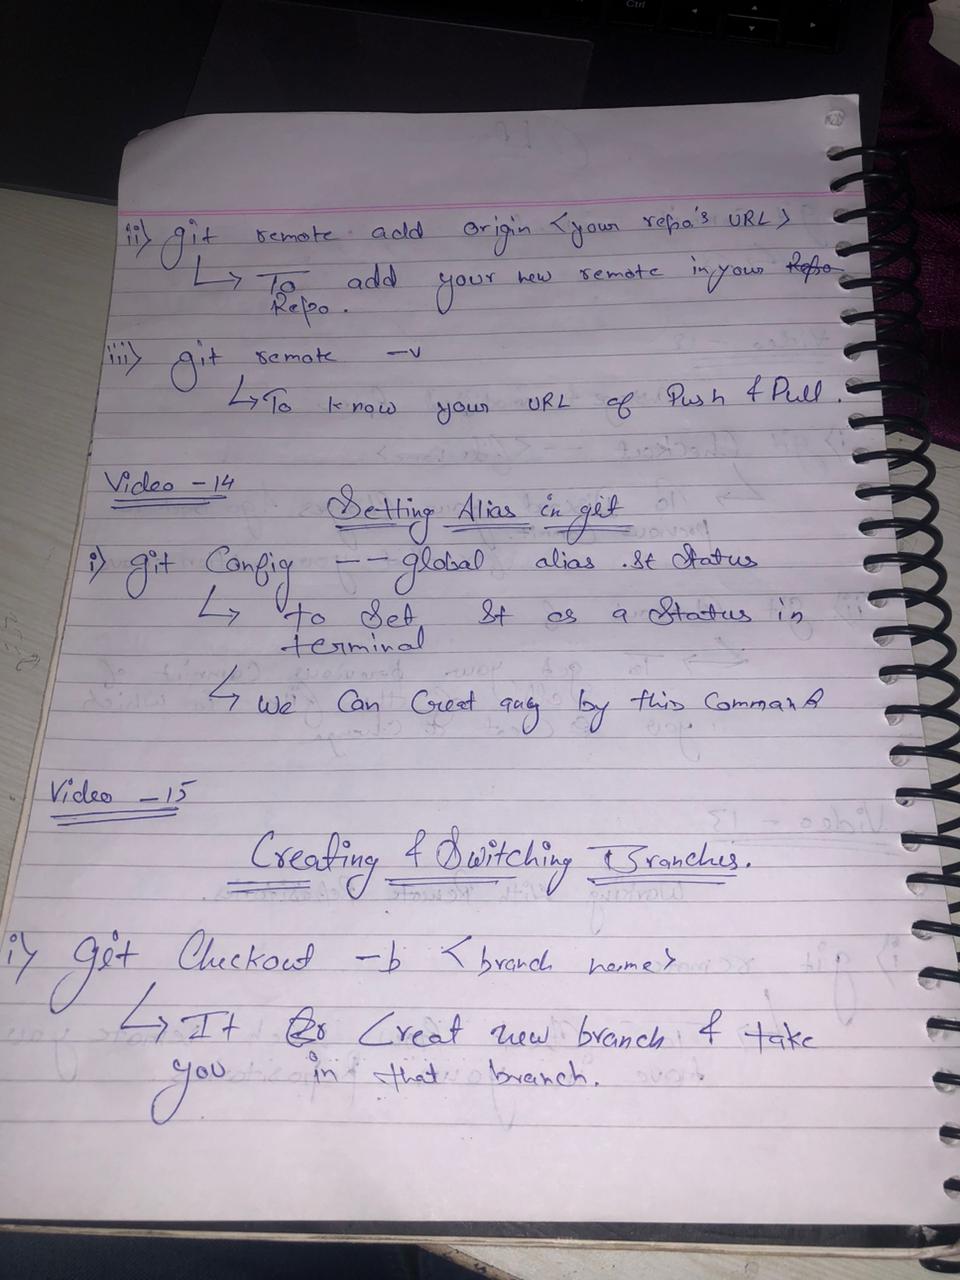 ii) git remote add origin <your repo's URL>
↳ To add your new remote in your Repo
Repo.
iii) git remote -v
↳ To know your URL of Push & Pull.
Video - 14
Setting Alias in git
i) git Config -- global alias .st Status
↳ To Set St as a Status in
terminal
↳ We Can Creat any by this Command
Video - 15
Creating & Switching Branches.
i) git Checkout -b <branch name>
↳ It Creat new branch & take
you in that branch.